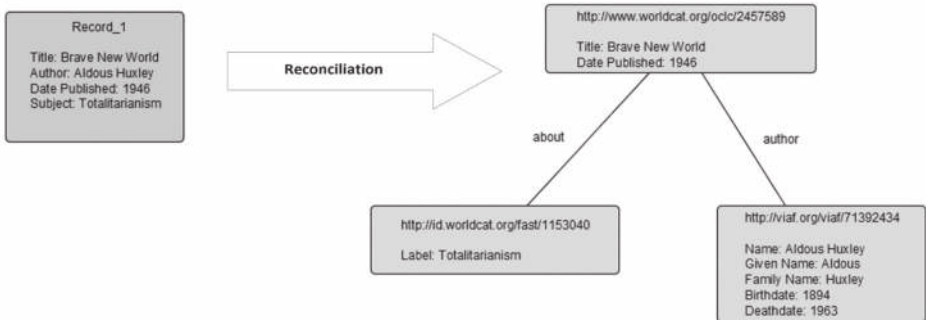 Record_1
Title: Brave New World
Author: Aldous Huxley
Date Published: 1946
Subject: Totalitarianism
Reconciliation
http://www.worldcat.org/oclc/2457589
Title: Brave New World
Date Published: 1946
about
author
http://id.worldcat.org/fast/1153040
Label: Totalitarianism
http://viaf.org/viaf/71392434
Name: Aldous Huxley
Given Name: Aldous
Family Name: Huxley
Birthdate: 1894
Deathdate: 1963